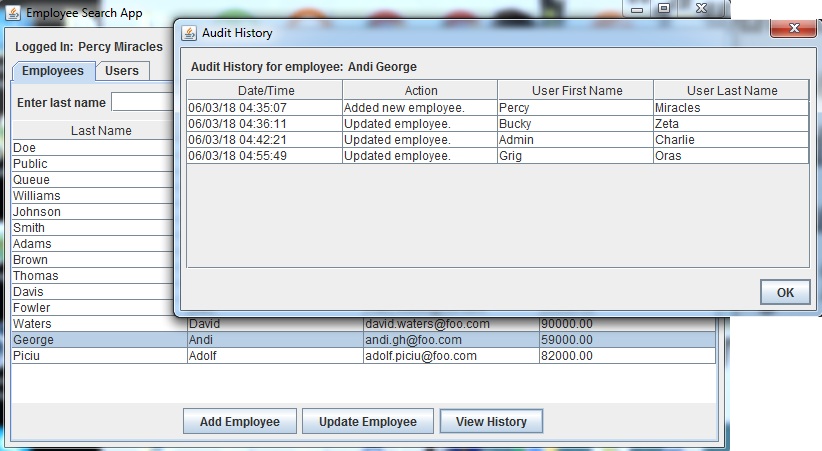 Employee Search App
Audit History
Logged In: Percy Miracles
Employees Users
Enter last name
Audit History for employee: Andi George
Date/Time Action User First Name User Last Name
06/03/18 04:35:07 Added new employee. Percy Miracles
06/03/18 04:36:11 Updated employee. Bucky Zeta
06/03/18 04:42:21 Updated employee. Admin Charlie
06/03/18 04:55:49 Updated employee. Grig Oras
OK
Last Name
Doe
Public
Queue
Williams
Johnson
Smith
Adams
Brown
Thomas
Davis
Fowler
Waters David david.waters@foo.com 90000.00
George Andi andi.gh@foo.com 59000.00
Piciu Adolf adolf.piciu@foo.com 82000.00
Add Employee Update Employee View History